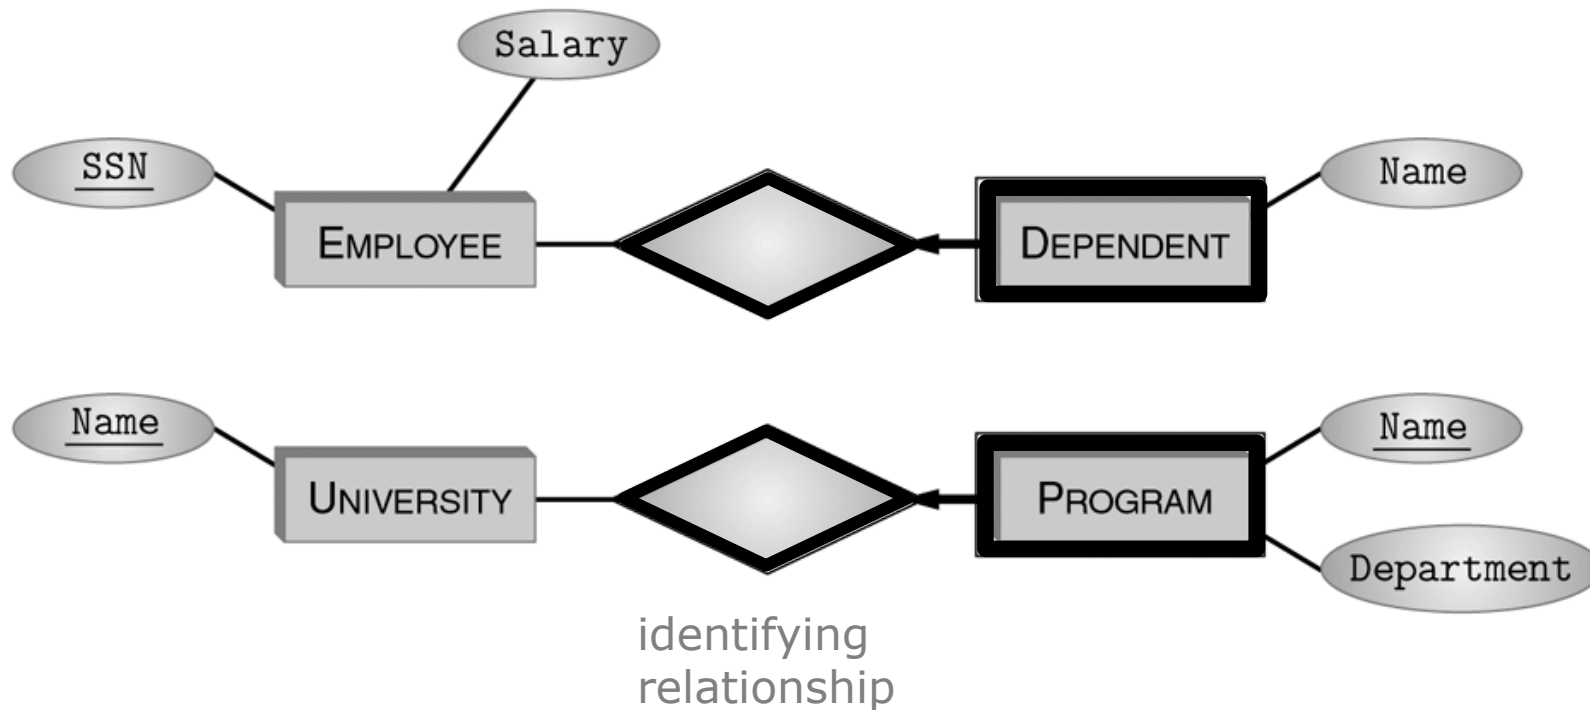 Salary
SSN
EMPLOYEE
DEPENDENT
Name
Name
UNIVERSITY
PROGRAM
Name
Department
identifying
relationship